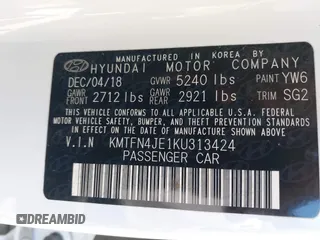 MANUFACTURED IN KOREA BY
HYUNDAI MOTOR COMPANY
DEC/04/18 GVWR 5240 lbs PAINT YW6
GAWR FRONT 2712 lbs GAWR REAR 2921 lbs TRIM SG2
THIS VEHICLE CONFORMS TO ALL APPLICABLE U.S. FEDERAL
MOTOR VEHICLE SAFETY, BUMPER, AND THEFT PREVENTION
STANDARDS IN EFFECT ON THE DATE OF MANUFACTURE
SHOWN ABOVE.
V.I.N KMTFN4JE1KU313424
PASSENGER CAR
DREAMBID